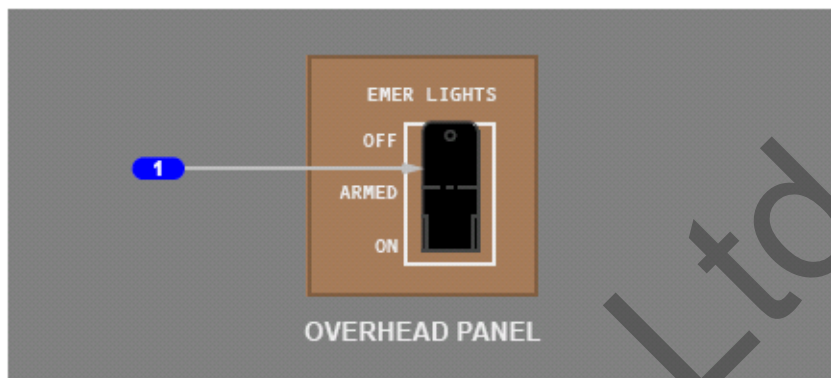 EMER LIGHTS
OFF
1
ARMED
ON
OVERHEAD PANEL
Ltd